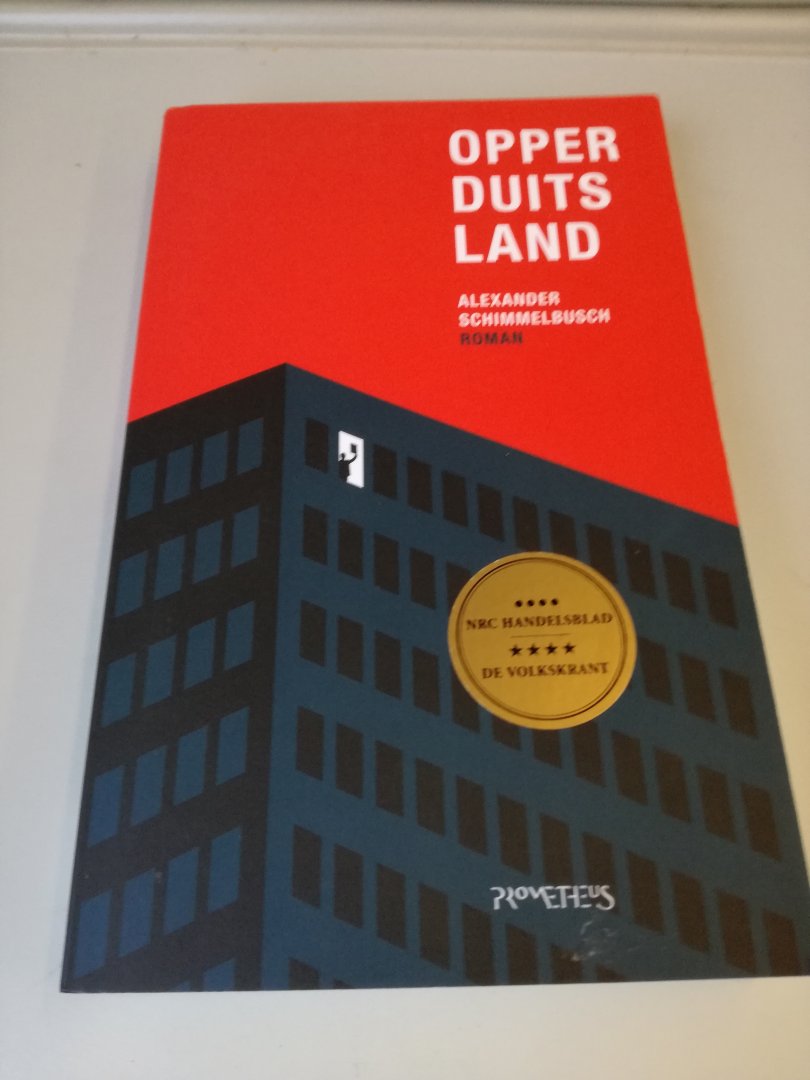 OPPER
DUITS
LAND
ALEXANDER
SCHIMMELBUSCH
ROMAN
NRC HANDELSBLAD
★★★★
DE VOLKSKRANT
PROMETHEUS